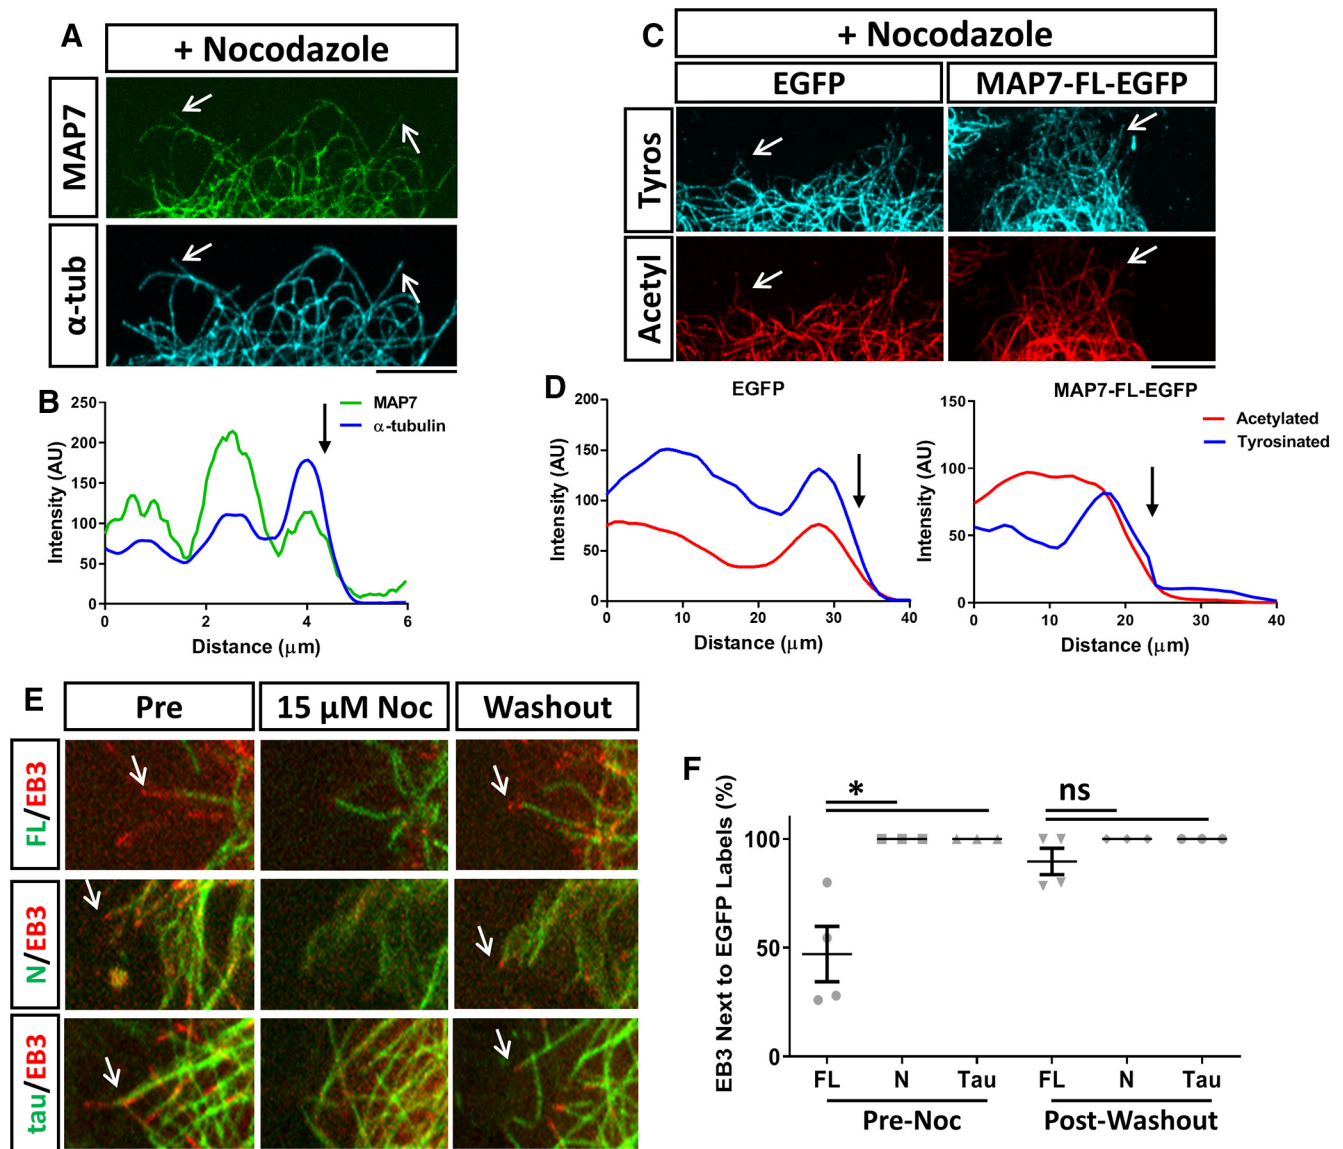 A
+ Nocodazole
MAP7
α-tub
B
250
200
150
100
50
0
Intensity (AU)
0
2
4
6
Distance (μm)
MAP7
α-tubulin
C
+ Nocodazole
EGFP
MAP7-FL-EGFP
Tyros
Acetyl
D
EGFP
200
150
100
50
0
Intensity (AU)
0
10
20
30
40
Distance (μm)
MAP7-FL-EGFP
150
100
50
0
Intensity (AU)
0
10
20
30
40
Distance (μm)
Acetylated
Tyrosinated
E
Pre
15 μM Noc
Washout
FL/EB3
N/EB3
tau/EB3
F
EB3 Next to EGFP Labels (%)
100
50
0
*
ns
FL
N
Tau
FL
N
Tau
Pre-Noc
Post-Washout